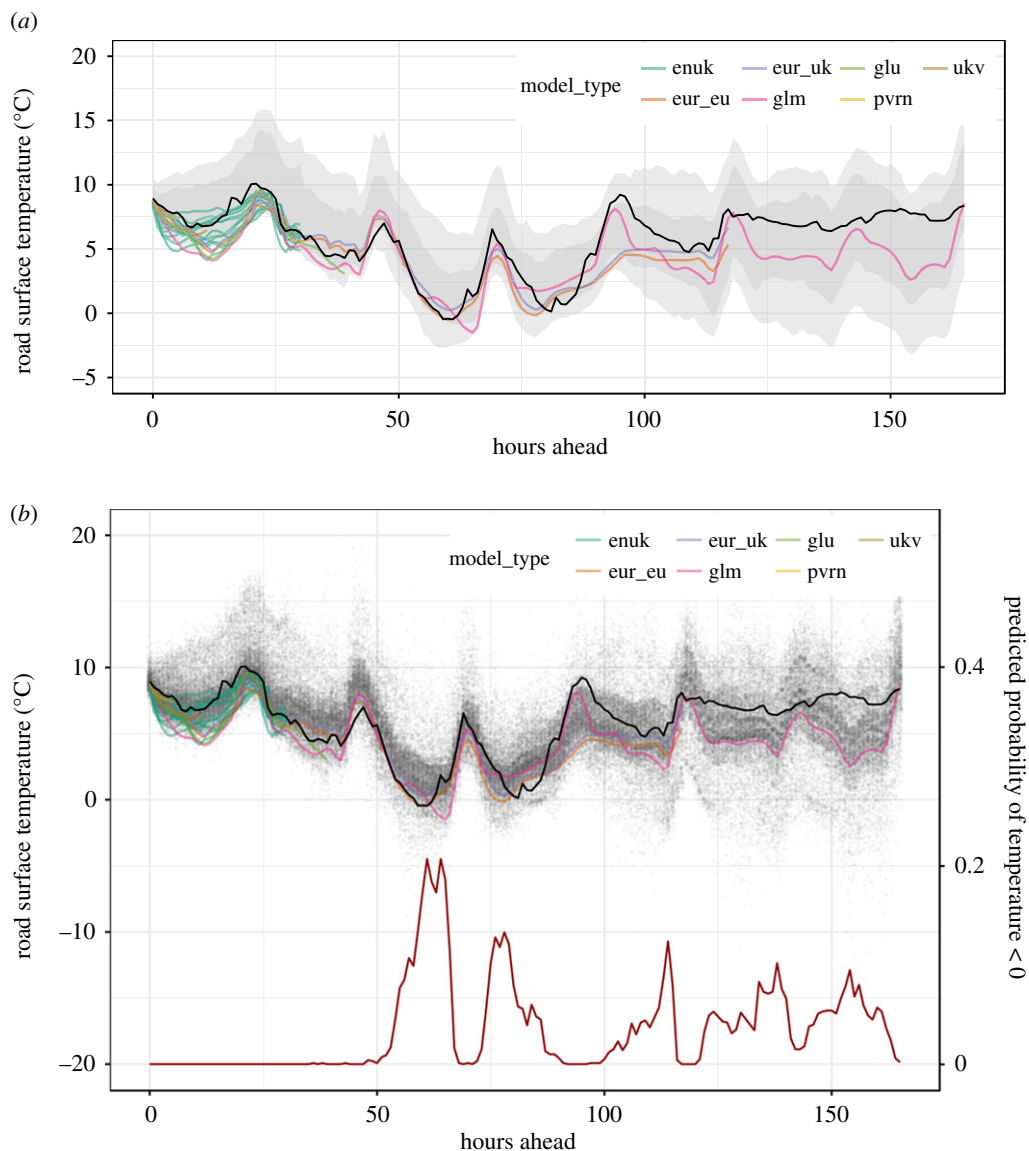 (a)
20
15
10
5
0
–5
road surface temperature (°C)
model_type
enuk eur_uk glu ukv
eur_eu glm pvrn
0 50 100 150
hours ahead
(b)
20
10
0
–10
–20
road surface temperature (°C)
model_type
enuk eur_uk glu ukv
eur_eu glm pvrn
0.4
0.2
0
predicted probability of temperature < 0
0 50 100 150
hours ahead